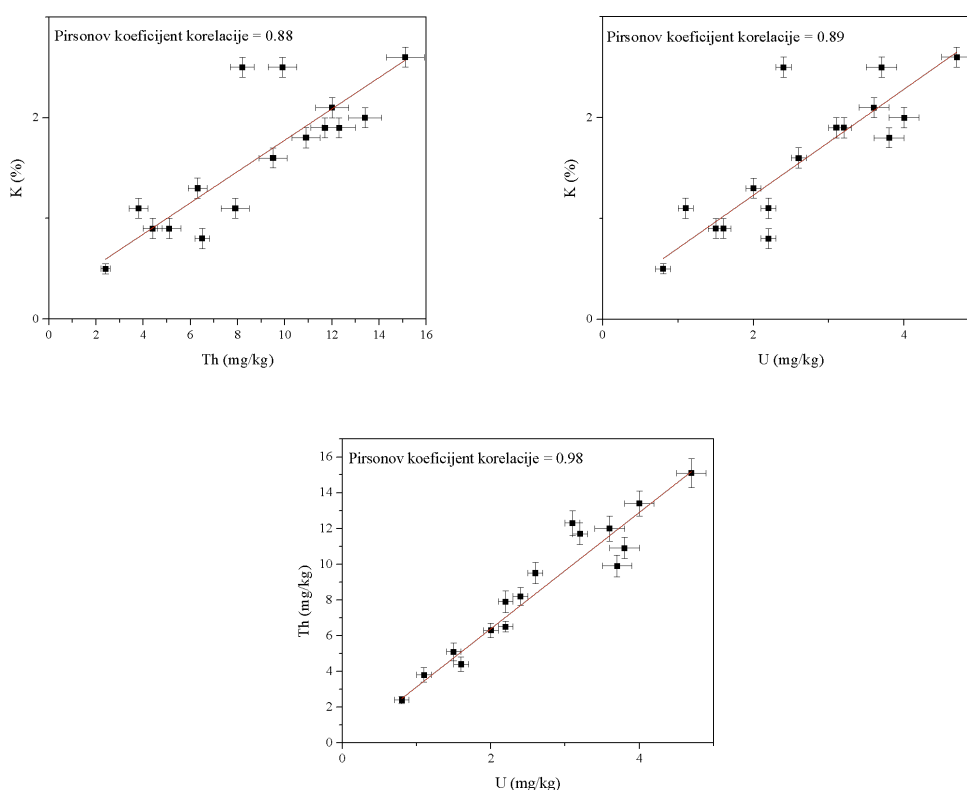 Pirsonov koeficijent korelacije = 0.88
2
0
K (%)
0 2 4 6 8 10 12 14 16
Th (mg/kg)
Pirsonov koeficijent korelacije = 0.89
2
0
K (%)
0 2 4
U (mg/kg)
Pirsonov koeficijent korelacije = 0.98
16
14
12
10
8
6
4
2
0
Th (mg/kg)
0 2 4
U (mg/kg)